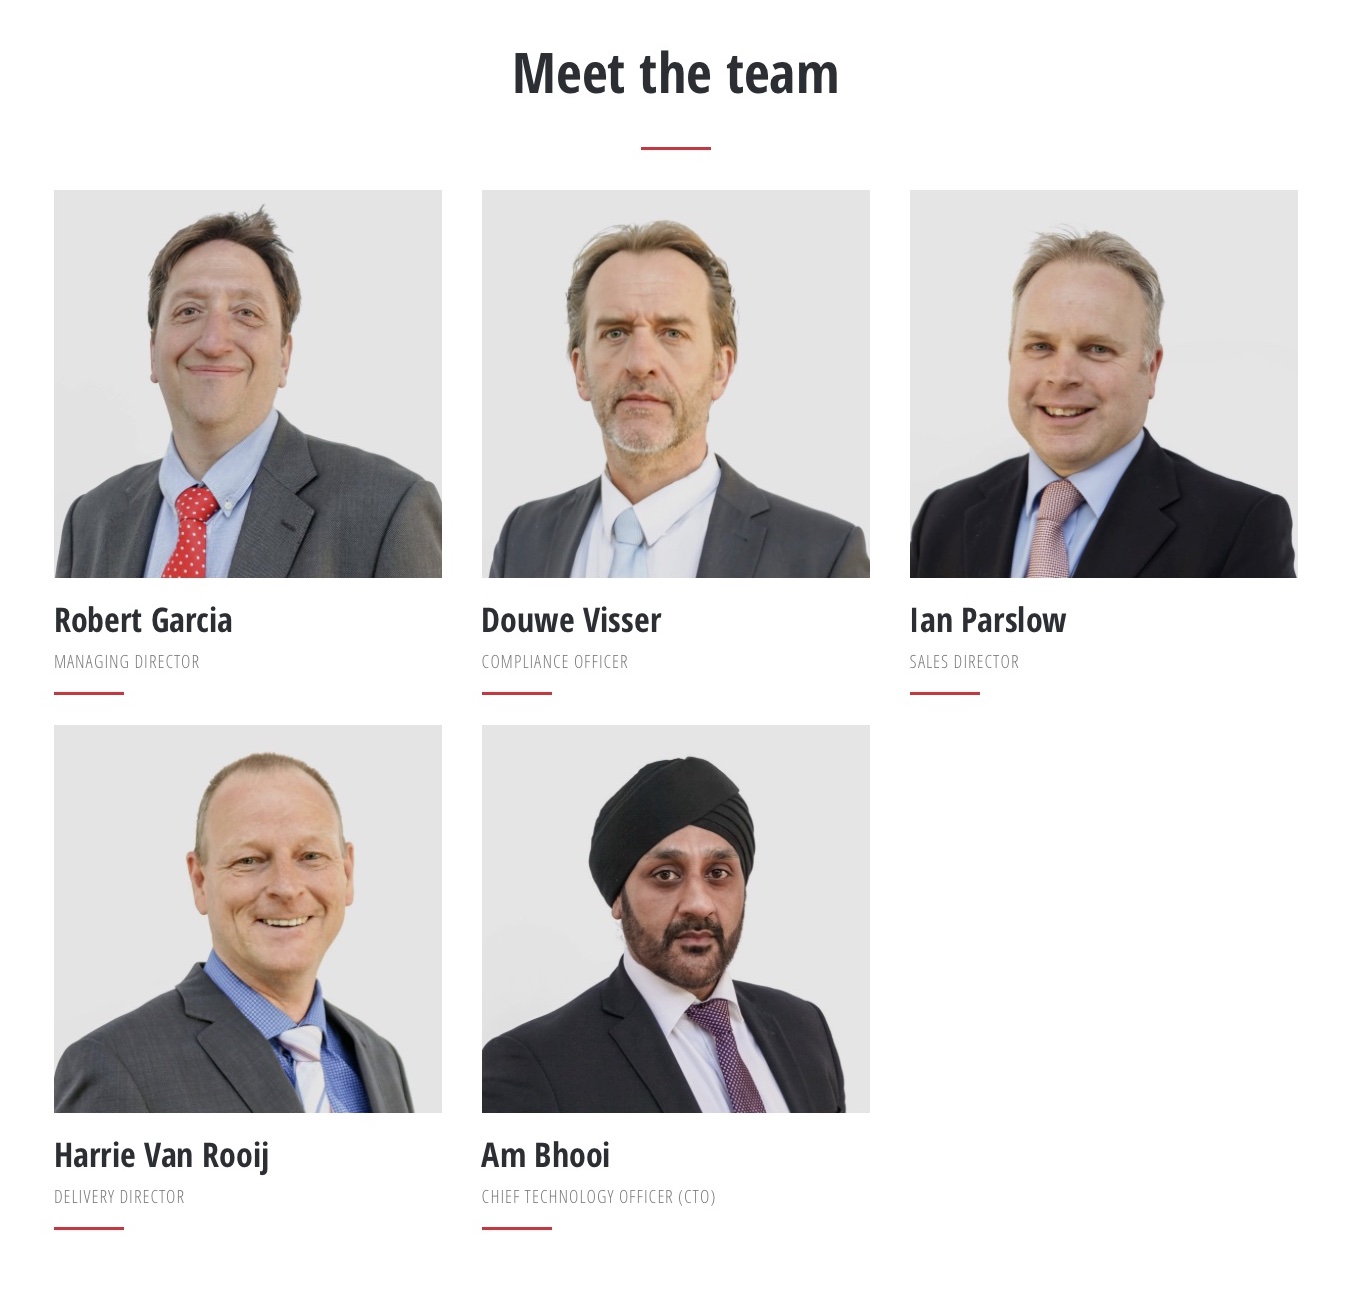 Meet the team
Robert Garcia
MANAGING DIRECTOR
Douwe Visser
COMPLIANCE OFFICER
Ian Parslow
SALES DIRECTOR
Harrie Van Rooij
DELIVERY DIRECTOR
Am Bhooi
CHIEF TECHNOLOGY OFFICER (CTO)